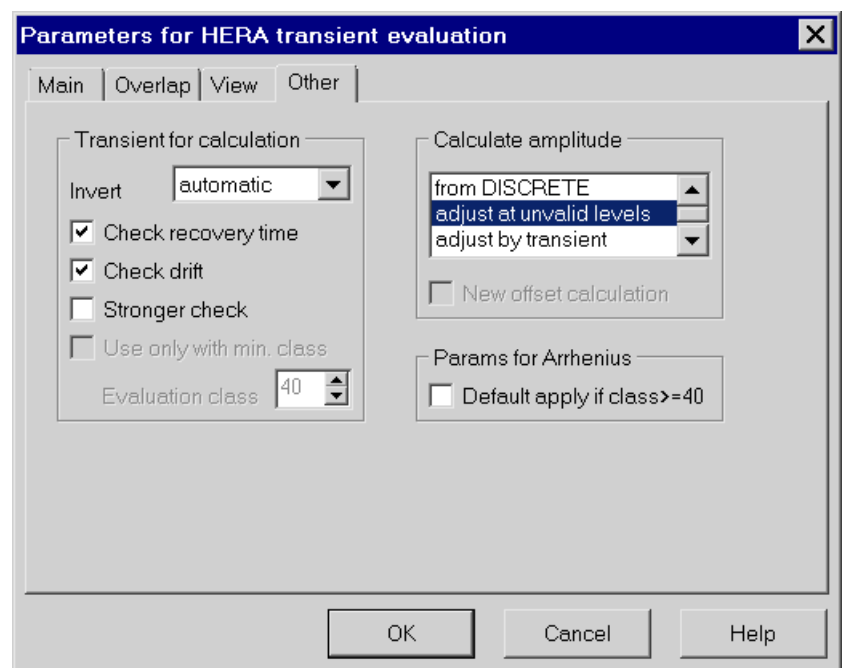 Parameters for HERA transient evaluation
Main Overlap View Other
Transient for calculation
Invert automatic
Check recovery time
Check drift
Stronger check
Use only with min. class
Evaluation class 40
Calculate amplitude
from DISCRETE
adjust at unvalid levels
adjust by transient
New offset calculation
Params for Arrhenius
Default apply if class>=40
OK Cancel Help